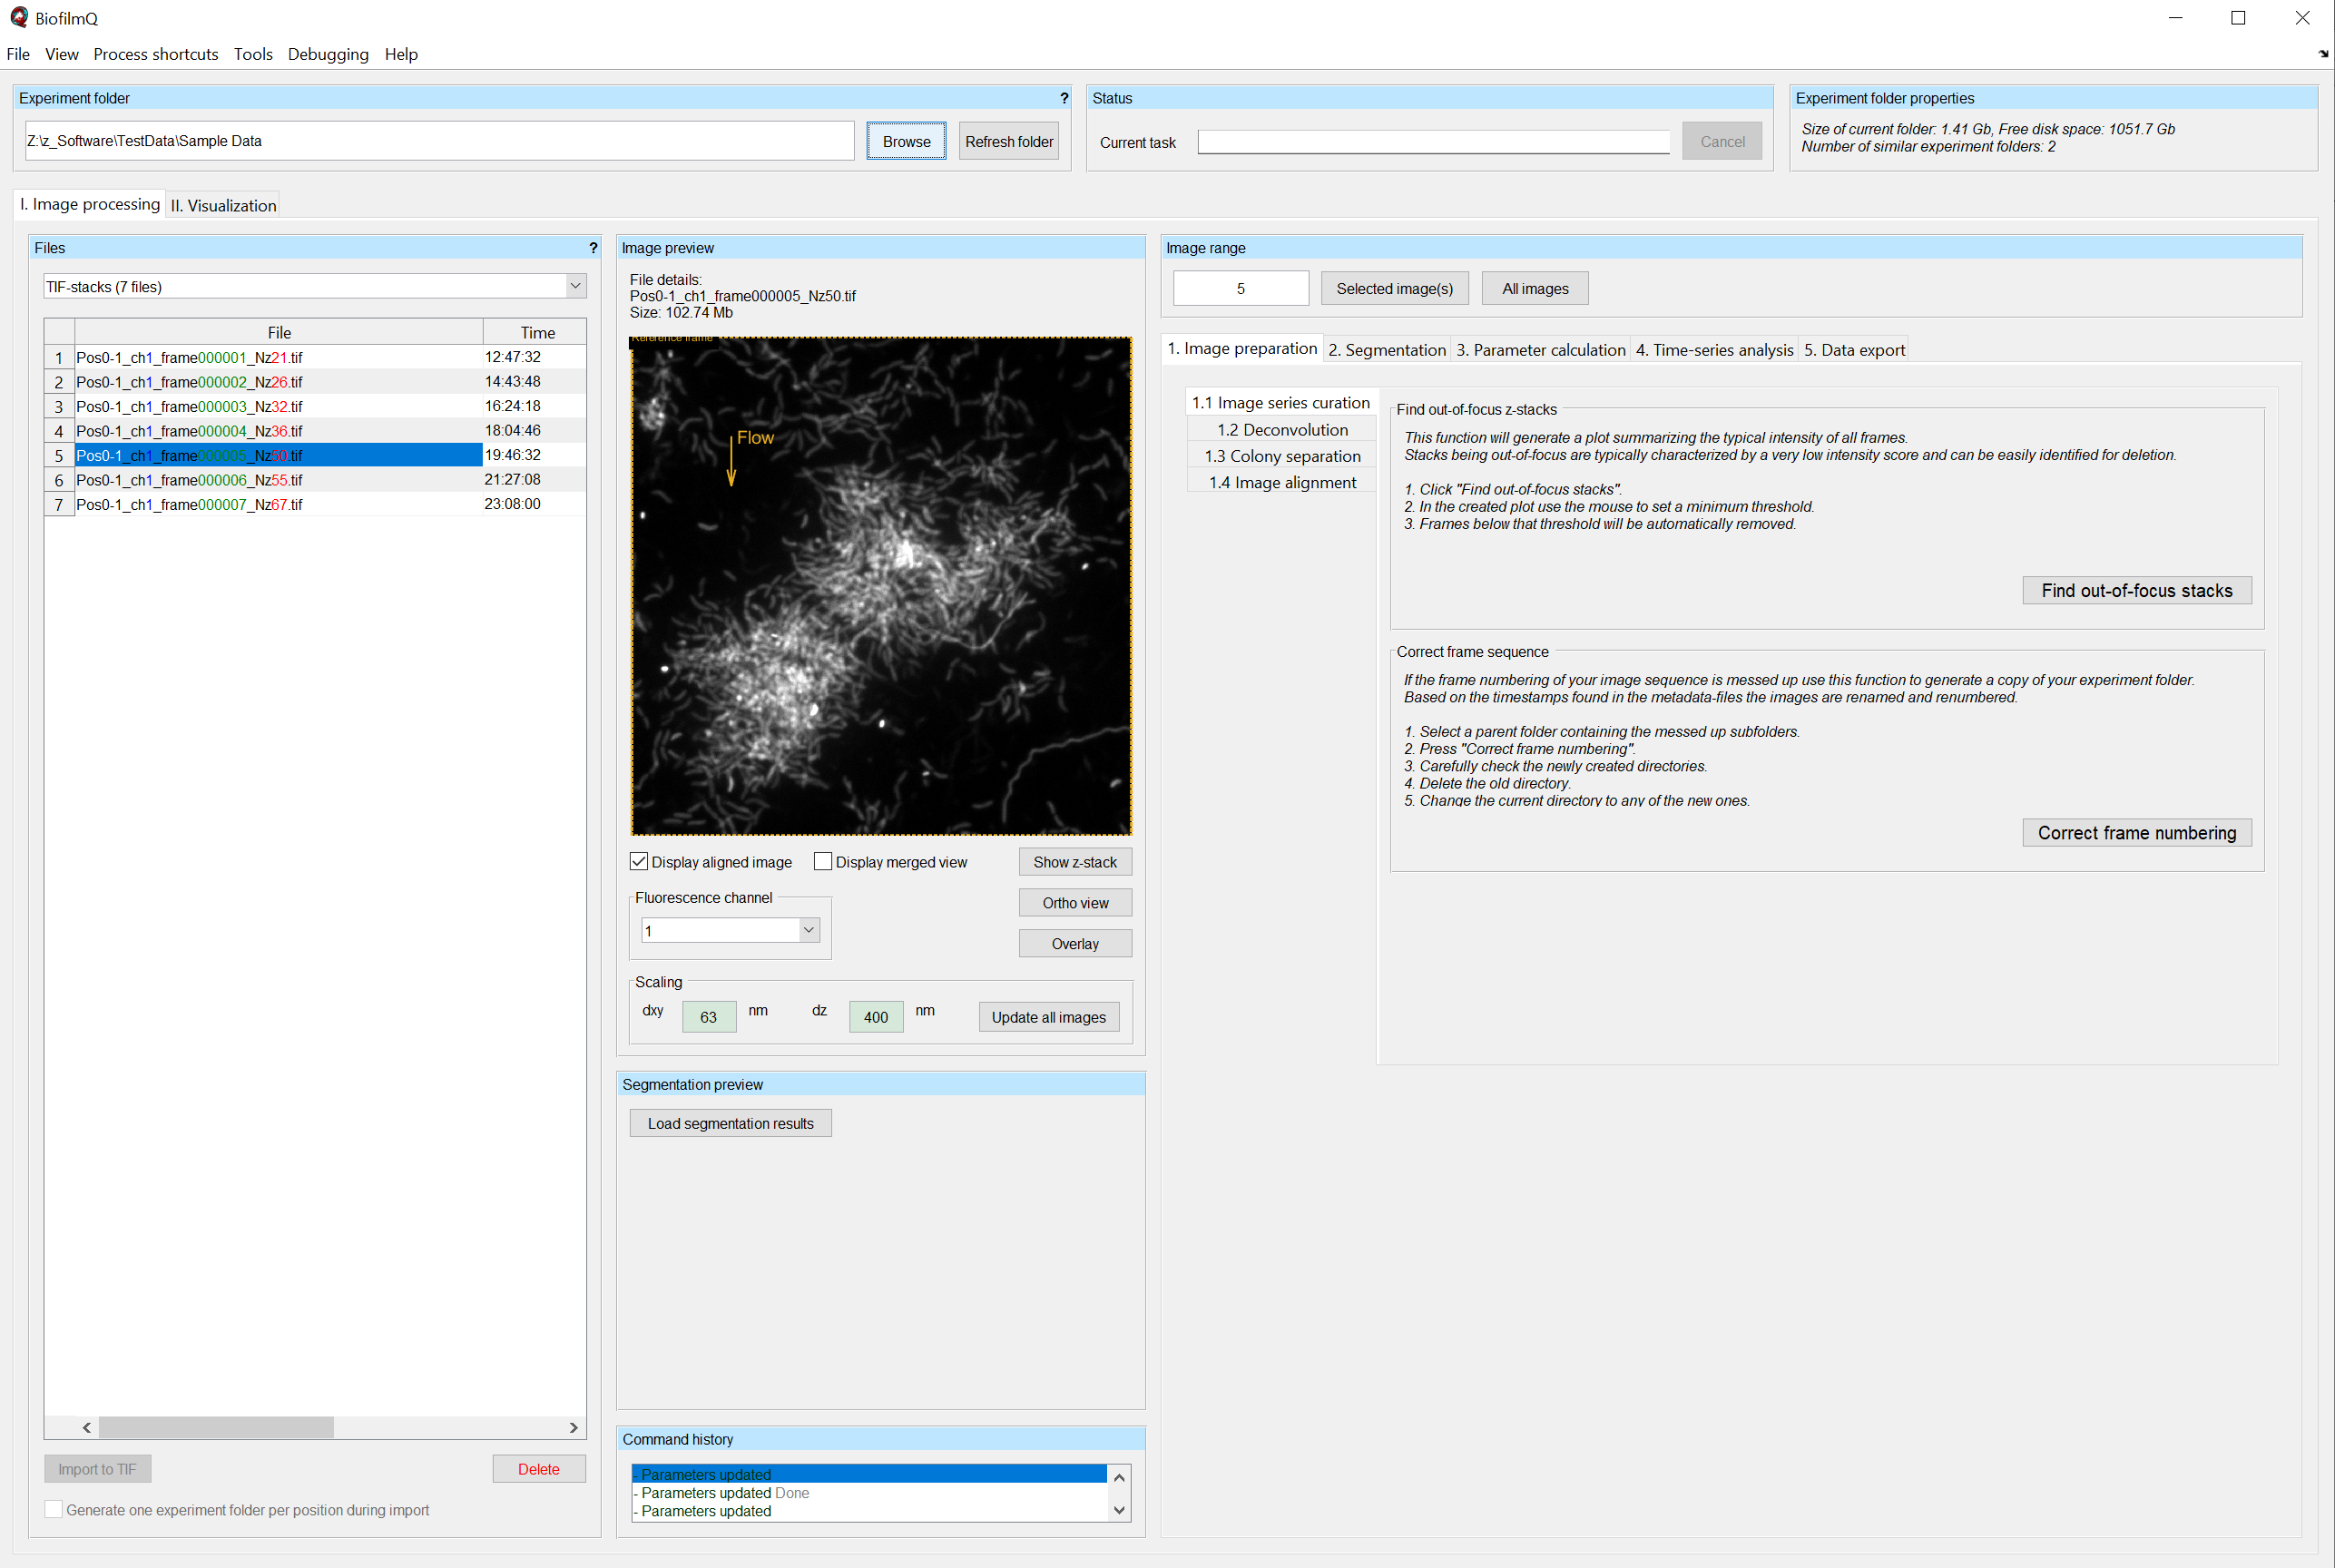 BiofilmQ
File View Process shortcuts Tools Debugging Help
Experiment folder ?
Z:\z_Software\TestData\Sample Data
Browse
Refresh folder
Status
Current task
Cancel
Experiment folder properties
Size of current folder: 1.41 Gb, Free disk space: 1051.7 Gb
Number of similar experiment folders: 2
I. Image processing
II. Visualization
Files ?
TIF-stacks (7 files)
File Time
1 Pos0-1_ch1_frame000001_Nz21.tif 12:47:32
2 Pos0-1_ch1_frame000002_Nz26.tif 14:43:48
3 Pos0-1_ch1_frame000003_Nz32.tif 16:24:18
4 Pos0-1_ch1_frame000004_Nz36.tif 18:04:46
5 Pos0-1_ch1_frame000005_Nz50.tif 19:46:32
6 Pos0-1_ch1_frame000006_Nz55.tif 21:27:08
7 Pos0-1_ch1_frame000007_Nz67.tif 23:08:00
Import to TIF
Delete
Generate one experiment folder per position during import
Image preview
File details:
Pos0-1_ch1_frame000005_Nz50.tif
Size: 102.74 Mb
Reference frame
Flow
Display aligned image
Display merged view
Show z-stack
Fluorescence channel
1
Ortho view
Overlay
Scaling
dxy 63 nm dz 400 nm
Update all images
Segmentation preview
Load segmentation results
Command history
- Parameters updated
- Parameters updated Done
- Parameters updated
Image range
5
Selected image(s)
All images
1. Image preparation
2. Segmentation
3. Parameter calculation
4. Time-series analysis
5. Data export
1.1 Image series curation
1.2 Deconvolution
1.3 Colony separation
1.4 Image alignment
Find out-of-focus z-stacks
This function will generate a plot summarizing the typical intensity of all frames.
Stacks being out-of-focus are typically characterized by a very low intensity score and can be easily identified for deletion.
1. Click "Find out-of-focus stacks".
2. In the created plot use the mouse to set a minimum threshold.
3. Frames below that threshold will be automatically removed.
Find out-of-focus stacks
Correct frame sequence
If the frame numbering of your image sequence is messed up use this function to generate a copy of your experiment folder.
Based on the timestamps found in the metadata-files the images are renamed and renumbered.
1. Select a parent folder containing the messed up subfolders.
2. Press "Correct frame numbering".
3. Carefully check the newly created directories.
4. Delete the old directory.
5. Change the current directory to any of the new ones.
Correct frame numbering